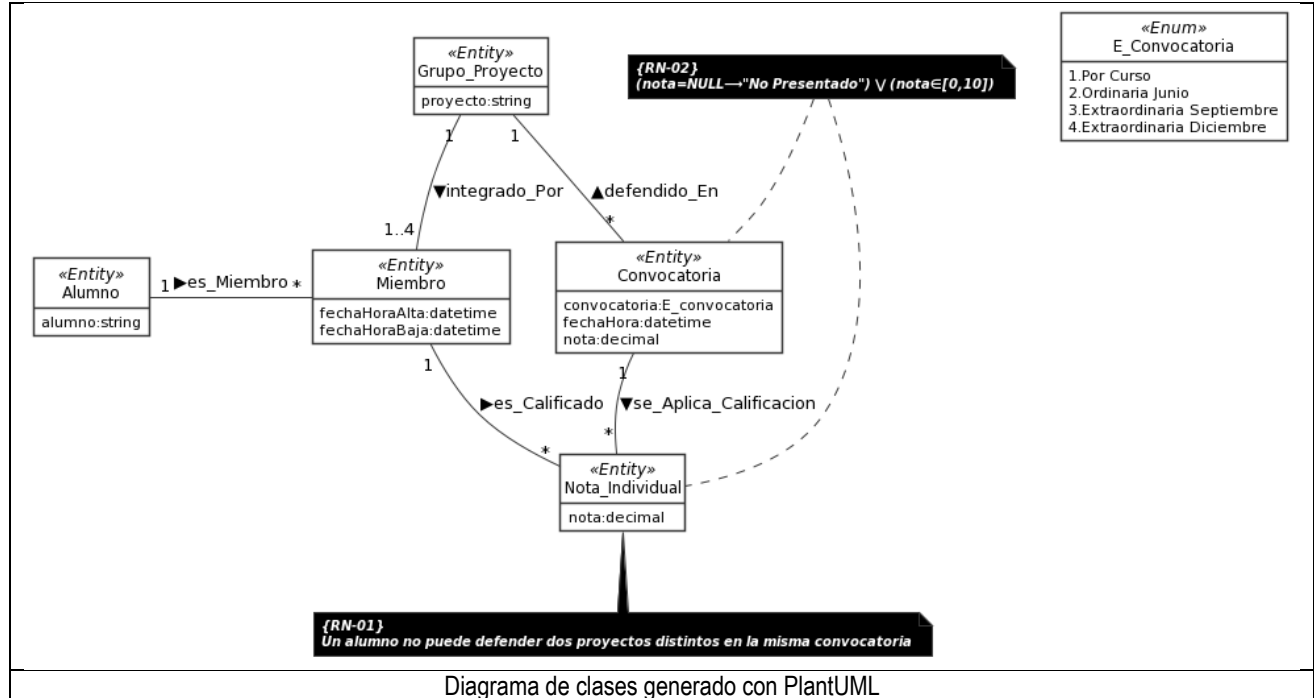 «Entity»
Grupo_Proyecto
proyecto:string
{RN-02}
(nota=NULL⟶"No Presentado") ⋁ (nota∈[0,10])
«Enum»
E_Convocatoria
1.Por Curso
2.Ordinaria Junio
3.Extraordinaria Septiembre
4.Extraordinaria Diciembre
1
1
▼integrado_Por
▲defendido_En
1..4
*
«Entity»
Alumno
alumno:string
1
▶es_Miembro
*
«Entity»
Miembro
fechaHoraAlta:datetime
fechaHoraBaja:datetime
«Entity»
Convocatoria
convocatoria:E_convocatoria
fechaHora:datetime
nota:decimal
1
1
▶es_Calificado
▼se_Aplica_Calificacion
*
*
«Entity»
Nota_Individual
nota:decimal
{RN-01}
Un alumno no puede defender dos proyectos distintos en la misma convocatoria
Diagrama de clases generado con PlantUML